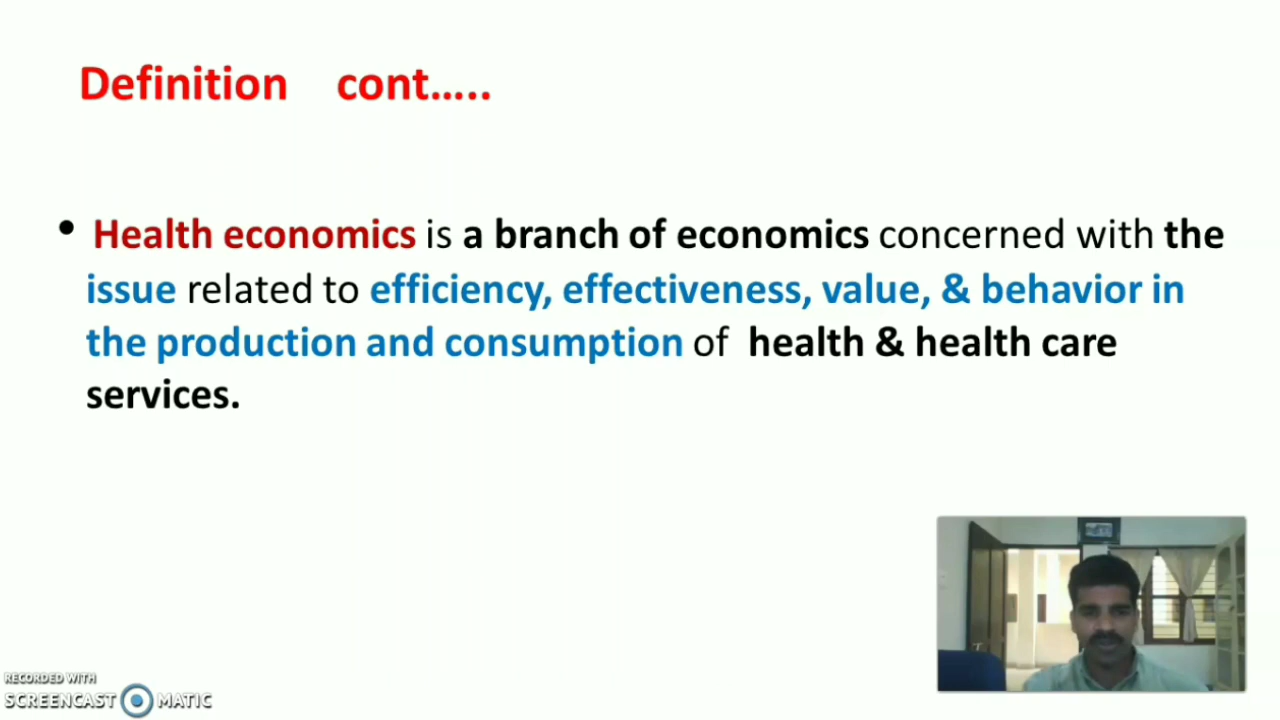 Definition cont…..
• Health economics is a branch of economics concerned with the
issue related to efficiency, effectiveness, value, & behavior in
the production and consumption of health & health care
services.
RECORDED WITH
SCREENCAST MATIC